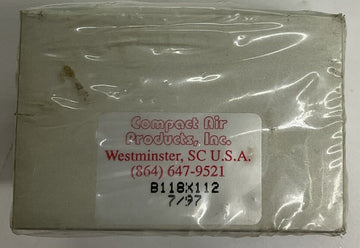 Compact Air
Products, Inc.
Westminster, SC U.S.A.
(864) 647-9521
B118X112
7/97